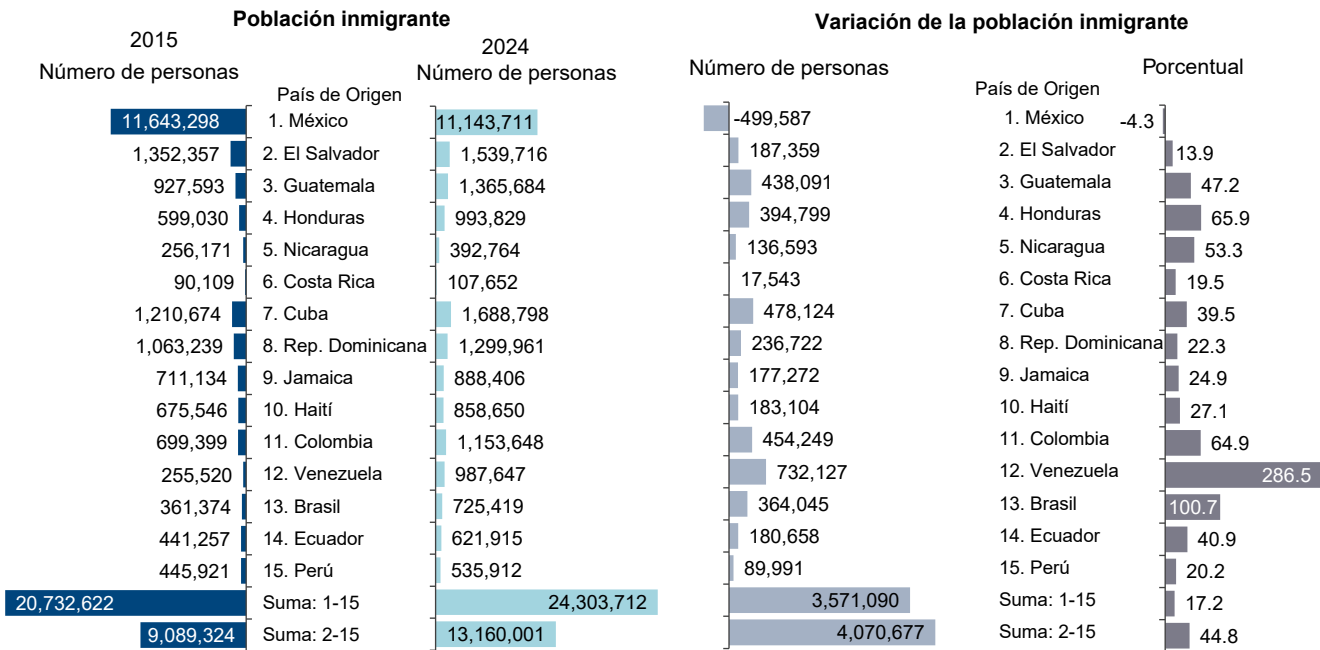 Población inmigrante
2015
Número de personas
2024
Número de personas
País de Origen
11,643,298 1. México 11,143,711
1,352,357 2. El Salvador 1,539,716
927,593 3. Guatemala 1,365,684
599,030 4. Honduras 993,829
256,171 5. Nicaragua 392,764
90,109 6. Costa Rica 107,652
1,210,674 7. Cuba 1,688,798
1,063,239 8. Rep. Dominicana 1,299,961
711,134 9. Jamaica 888,406
675,546 10. Haití 858,650
699,399 11. Colombia 1,153,648
255,520 12. Venezuela 987,647
361,374 13. Brasil 725,419
441,257 14. Ecuador 621,915
445,921 15. Perú 535,912
20,732,622 Suma: 1-15 24,303,712
9,089,324 Suma: 2-15 13,160,001
Variación de la población inmigrante
Número de personas
Porcentual
País de Origen
-499,587 1. México -4.3
187,359 2. El Salvador 13.9
438,091 3. Guatemala 47.2
394,799 4. Honduras 65.9
136,593 5. Nicaragua 53.3
17,543 6. Costa Rica 19.5
478,124 7. Cuba 39.5
236,722 8. Rep. Dominicana 22.3
177,272 9. Jamaica 24.9
183,104 10. Haití 27.1
454,249 11. Colombia 64.9
732,127 12. Venezuela 286.5
364,045 13. Brasil 100.7
180,658 14. Ecuador 40.9
89,991 15. Perú 20.2
3,571,090 Suma: 1-15 17.2
4,070,677 Suma: 2-15 44.8